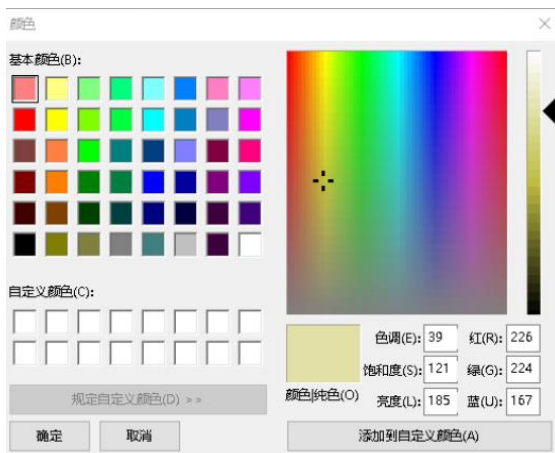 颜色
基本颜色(B):
自定义颜色(C):
规定自定义颜色(D) >>
确定 取消
颜色|纯色(O)
色调(E): 39 红(R): 226
饱和度(S): 121 绿(G): 224
亮度(L): 185 蓝(U): 167
添加到自定义颜色(A)